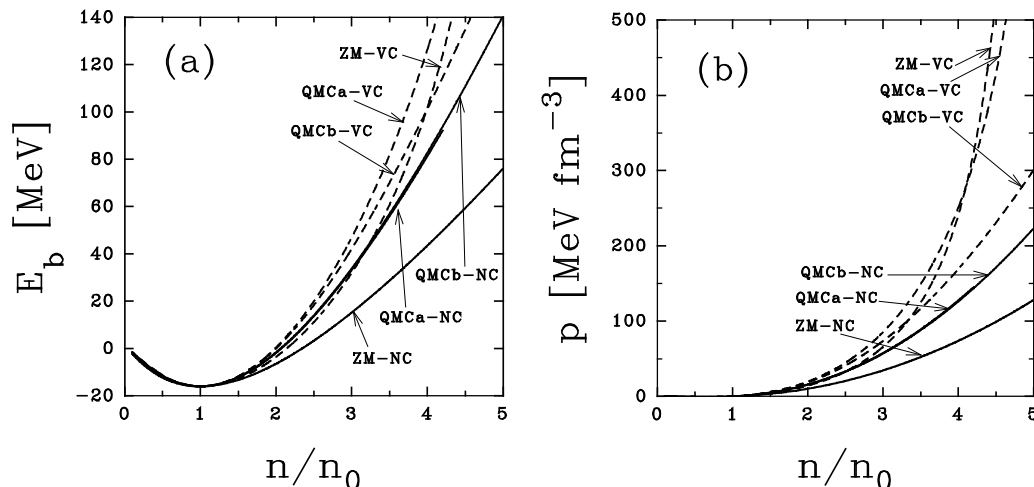 (a)
E_b [MeV]
140
120
100
80
60
40
20
0
−20
ZM−VC
QMCa−VC
QMCb−VC
QMCb−NC
QMCa−NC
ZM−NC
0 1 2 3 4 5
n/n_0
(b)
p [MeV fm^{−3}]
500
400
300
200
100
0
ZM−VC
QMCa−VC
QMCb−VC
QMCb−NC
QMCa−NC
ZM−NC
0 1 2 3 4 5
n/n_0